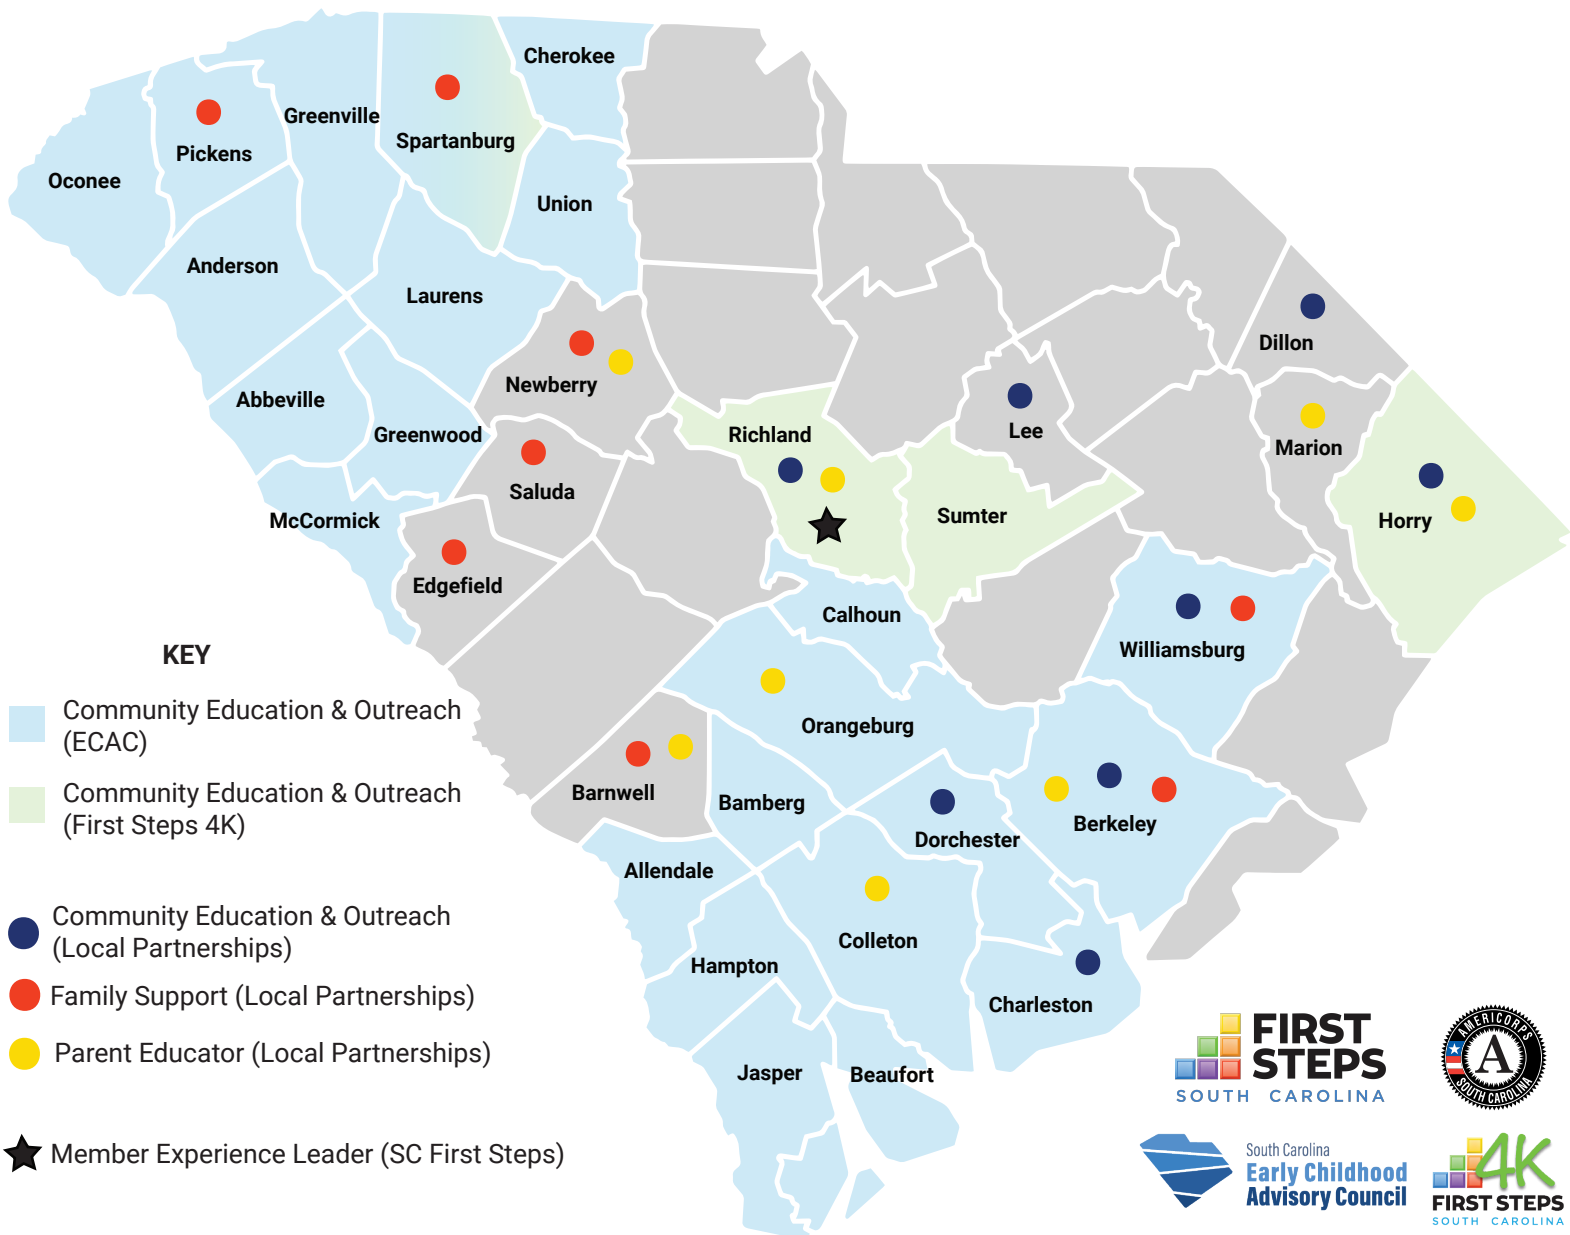 Cherokee
Greenville
Spartanburg
Pickens
Oconee
Union
Anderson
Laurens
Dillon
Newberry
Abbeville
Greenwood
Richland
Lee
Marion
Saluda
McCormick
Sumter
Horry
Edgefield
Calhoun
Williamsburg
Orangeburg
Barnwell
Bamberg
Berkeley
Dorchester
Allendale
Colleton
Hampton
Charleston
Jasper
Beaufort
KEY
Community Education & Outreach
(ECAC)
Community Education & Outreach
(First Steps 4K)
Community Education & Outreach
(Local Partnerships)
Family Support (Local Partnerships)
Parent Educator (Local Partnerships)
Member Experience Leader (SC First Steps)
FIRST
STEPS
SOUTH CAROLINA
AMERICORPS
A
SOUTH CAROLINA
South Carolina
Early Childhood
Advisory Council
4K
FIRST STEPS
SOUTH CAROLINA